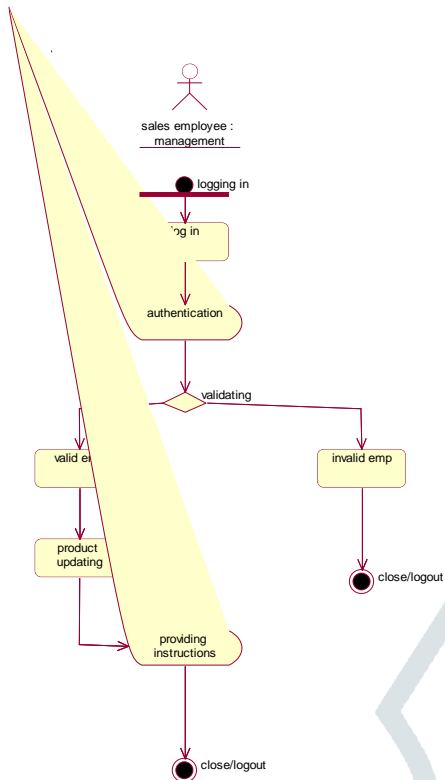 sales employee :
management
logging in
log in
authentication
validating
valid
invalid emp
product
updating
close/logout
providing
instructions
close/logout